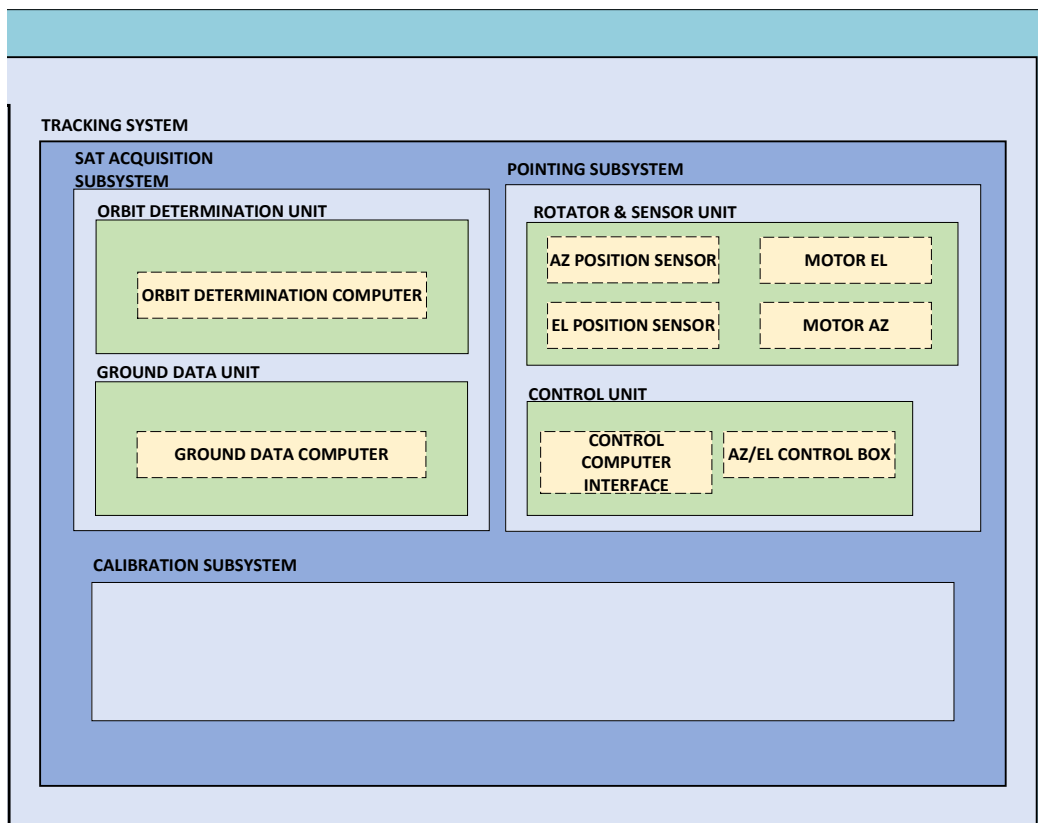 TRACKING SYSTEM
SAT ACQUISITION
SUBSYSTEM
ORBIT DETERMINATION UNIT
ORBIT DETERMINATION COMPUTER
GROUND DATA UNIT
GROUND DATA COMPUTER
POINTING SUBSYSTEM
ROTATOR & SENSOR UNIT
AZ POSITION SENSOR
MOTOR EL
EL POSITION SENSOR
MOTOR AZ
CONTROL UNIT
CONTROL
COMPUTER
INTERFACE
AZ/EL CONTROL BOX
CALIBRATION SUBSYSTEM